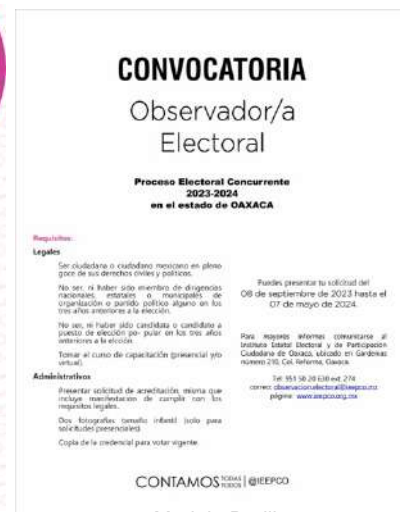 CONVOCATORIA
Observador/a
Electoral
Proceso Electoral Concurrente
2023-2024
en el estado de OAXACA
Requisitos:
Legales
Ser ciudadana o ciudadano mexicano en pleno
goce de sus derechos civiles y políticos.
No ser, ni haber sido miembro de dirigencias
nacionales, estatales o municipales de
organización o partido político alguno en los
tres años anteriores a la elección.
No ser, ni haber sido candidata o candidato a
puesto de elección po- pular en los tres años
anteriores a la elección.
Tomar el curso de capacitación (presencial y/o
virtual).
Administrativos
Presentar solicitud de acreditación, misma que
incluye manifestación de cumplir con los
requisitos legales.
Dos fotografías tamaño infantil (solo para
solicitudes presenciales).
Copia de la credencial para votar vigente.
Puedes presentar tu solicitud del
08 de septiembre de 2023 hasta el
07 de mayo de 2024.
Para mayores informes comunicarse al
Instituto Estatal Electoral y de Participación
Ciudadana de Oaxaca, ubicado en Gardenias
número 210, Col. Reforma, Oaxaca.
Tel: 951 50 20 630 ext. 274
correo: observacionelectoral@ieepco.mx
página: www.ieepco.org.mx
CONTAMOS TODAS TODOS | @IEEPCO